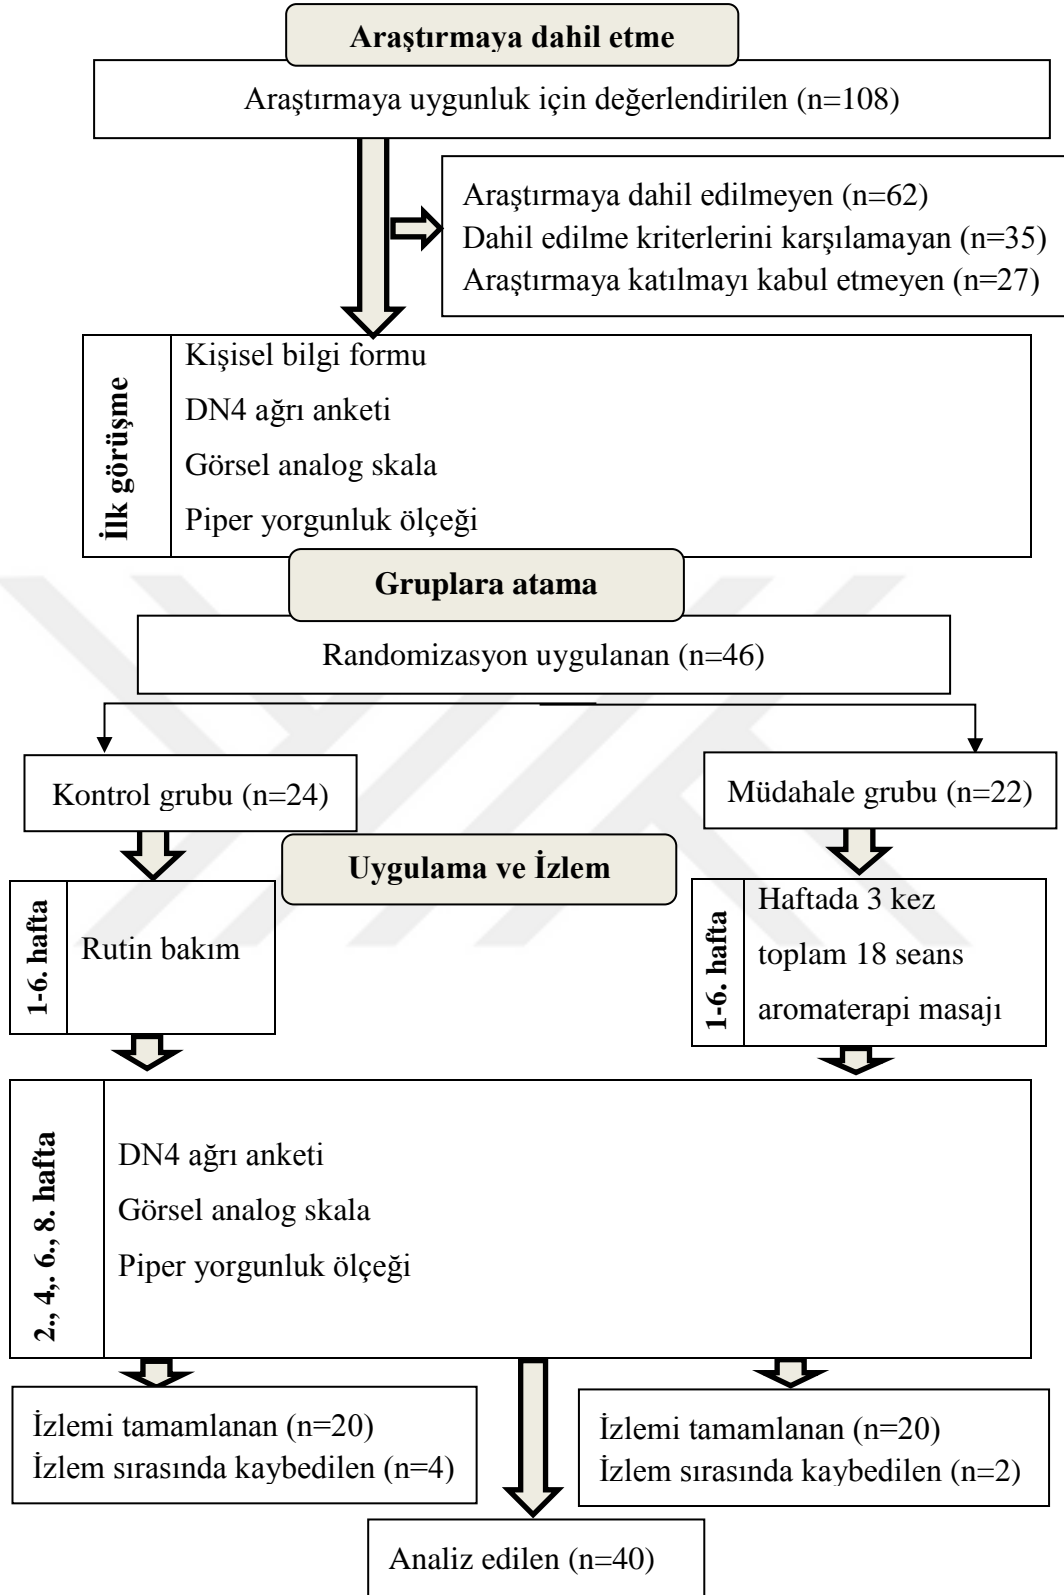 Araştırmaya dahil etme
Araştırmaya uygunluk için değerlendirilen (n=108)
Araştırmaya dahil edilmeyen (n=62)
Dahil edilme kriterlerini karşılamayan (n=35)
Araştırmaya katılmayı kabul etmeyen (n=27)
İlk görüşme
Kişisel bilgi formu
DN4 ağrı anketi
Görsel analog skala
Piper yorgunluk ölçeği
Gruplara atama
Randomizasyon uygulanan (n=46)
Kontrol grubu (n=24)
Müdahale grubu (n=22)
Uygulama ve İzlem
1-6. hafta
Rutin bakım
1-6. hafta
Haftada 3 kez
toplam 18 seans
aromaterapi masajı
2., 4,. 6., 8. hafta
DN4 ağrı anketi
Görsel analog skala
Piper yorgunluk ölçeği
İzlemi tamamlanan (n=20)
İzlem sırasında kaybedilen (n=4)
İzlemi tamamlanan (n=20)
İzlem sırasında kaybedilen (n=2)
Analiz edilen (n=40)